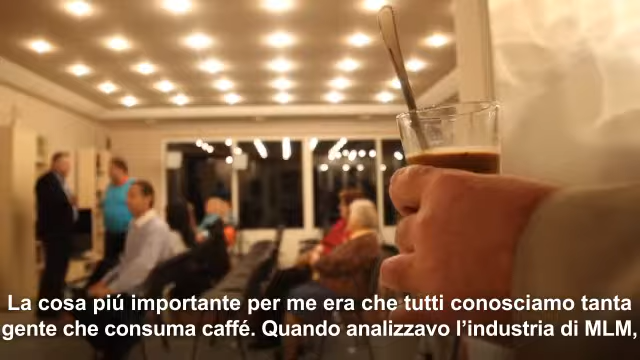 La cosa piú importante per me era che tutti conosciamo tanta
gente che consuma caffé. Quando analizzavo l’industria di MLM,